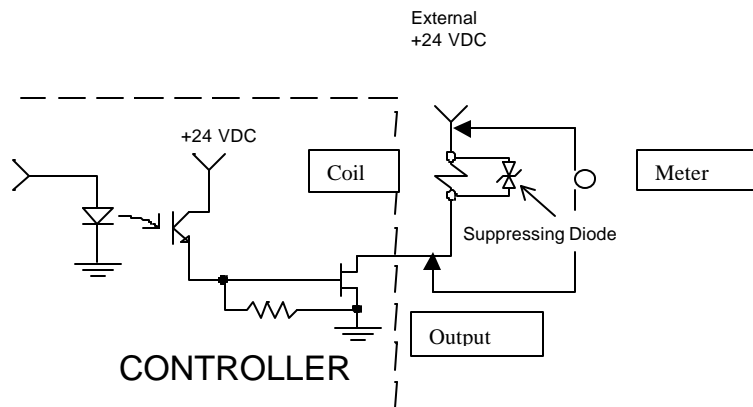 External
+24 VDC
+24 VDC
Coil
Meter
Suppressing Diode
Output
CONTROLLER